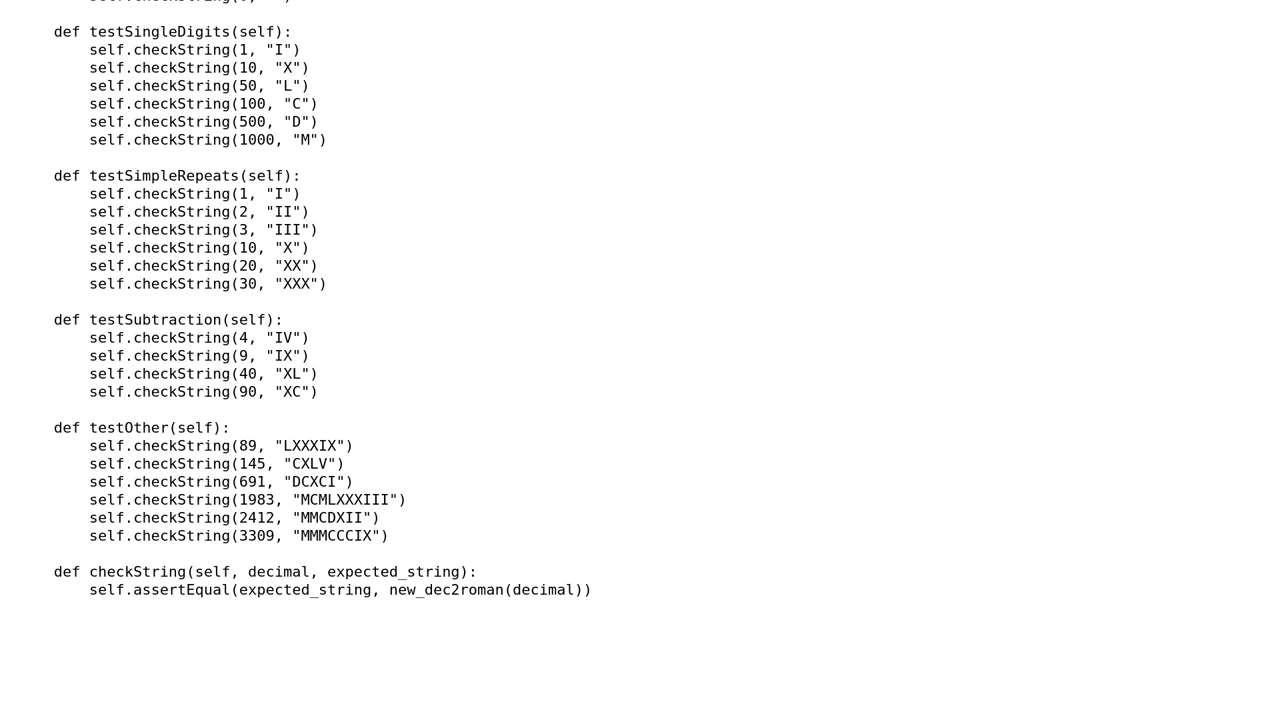 def testSingleDigits(self):
self.checkString(1, "I")
self.checkString(10, "X")
self.checkString(50, "L")
self.checkString(100, "C")
self.checkString(500, "D")
self.checkString(1000, "M")
def testSimpleRepeats(self):
self.checkString(1, "I")
self.checkString(2, "II")
self.checkString(3, "III")
self.checkString(10, "X")
self.checkString(20, "XX")
self.checkString(30, "XXX")
def testSubtraction(self):
self.checkString(4, "IV")
self.checkString(9, "IX")
self.checkString(40, "XL")
self.checkString(90, "XC")
def testOther(self):
self.checkString(89, "LXXXIX")
self.checkString(145, "CXLV")
self.checkString(691, "DCXCI")
self.checkString(1983, "MCMLXXXIII")
self.checkString(2412, "MMCDXII")
self.checkString(3309, "MMMCCCIX")
def checkString(self, decimal, expected_string):
self.assertEqual(expected_string, new_dec2roman(decimal))